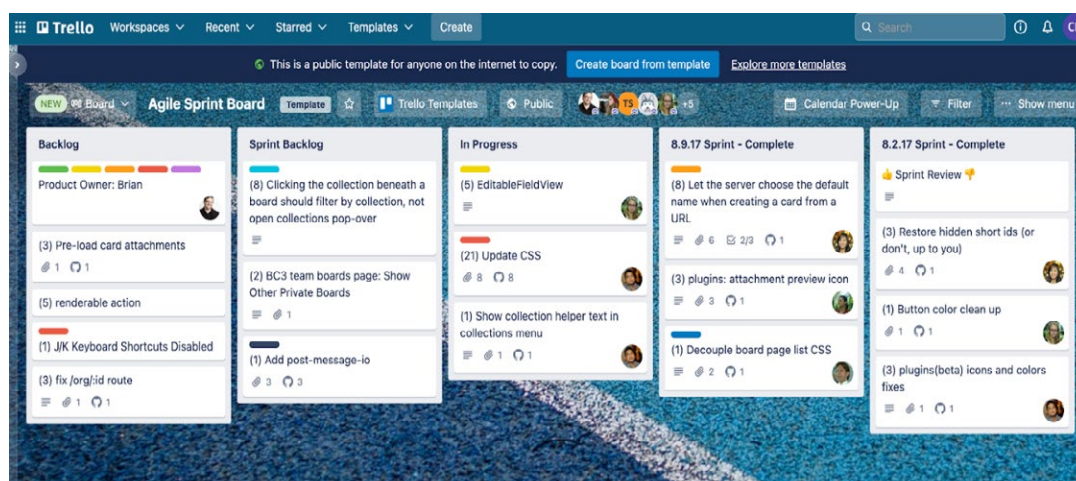 Trello Workspaces Recent Starred Templates Create Search
This is a public template for anyone on the internet to copy. Create board from template Explore more templates
NEW Board Agile Sprint Board Template Trello Templates Public TS +5 Calendar Power-Up Filter ··· Show menu
Backlog
Product Owner: Brian
(3) Pre-load card attachments
1 1
(5) renderable action
(1) J/K Keyboard Shortcuts Disabled
(3) fix /org/:id route
1 1
Sprint Backlog
(8) Clicking the collection beneath a
board should filter by collection, not
open collections pop-over
(2) BC3 team boards page: Show
Other Private Boards
1
(1) Add post-message-io
3 3
In Progress
(5) EditableFieldView
(21) Update CSS
8 8
(1) Show collection helper text in
collections menu
1 1
8.9.17 Sprint - Complete
(8) Let the server choose the default
name when creating a card from a
URL
6 2/3 1
(3) plugins: attachment preview icon
3 1
(1) Decouple board page list CSS
2 1
8.2.17 Sprint - Complete
👍 Sprint Review 👎
(3) Restore hidden short ids (or
don't, up to you)
4 1
(1) Button color clean up
1 1
(3) plugins(beta) icons and colors
fixes
1 1